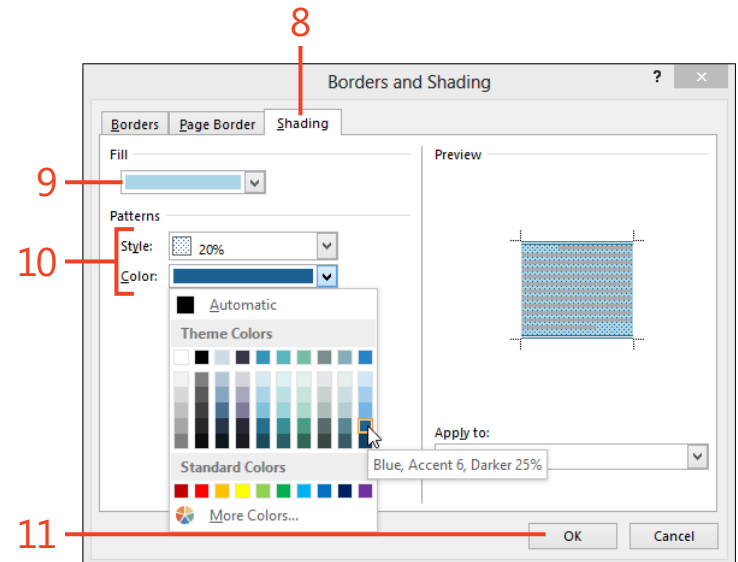 8
Borders and Shading
?
Borders Page Border Shading
Fill
Preview
9
Patterns
Style: 20%
10
Color:
Automatic
Theme Colors
Apply to:
Blue, Accent 6, Darker 25%
Standard Colors
More Colors...
11
OK Cancel